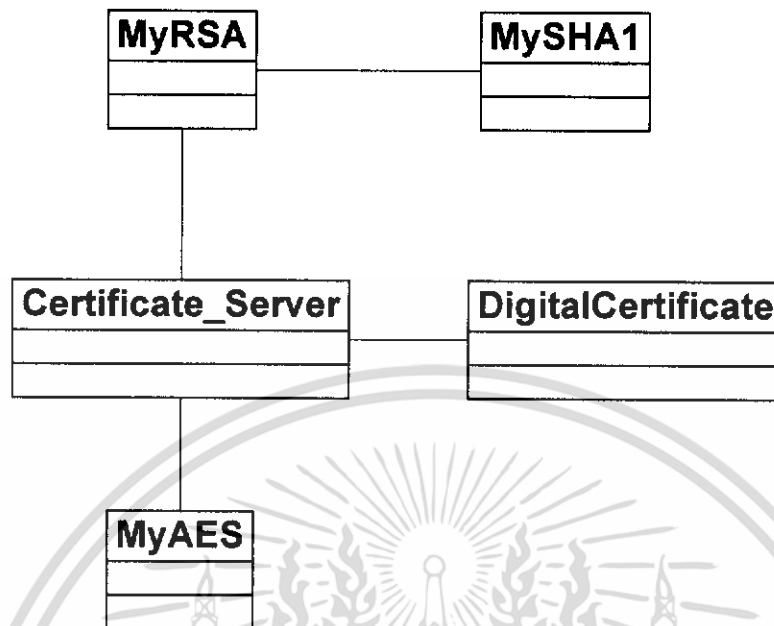 MyRSA
MySHA1
Certificate_Server
DigitalCertificate
MyAES